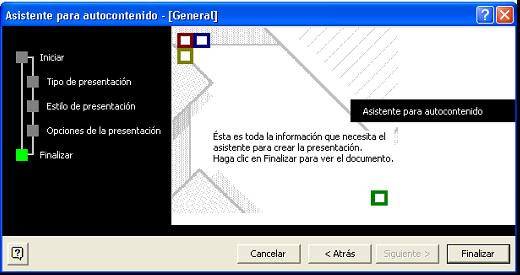 Asistente para autocontenido - [General]
Iniciar
Tipo de presentación
Estilo de presentación
Opciones de la presentación
Finalizar
Asistente para autocontenido
Ésta es toda la información que necesita el
asistente para crear la presentación.
Haga clic en Finalizar para ver el documento.
Cancelar
< Atrás
Siguiente >
Finalizar